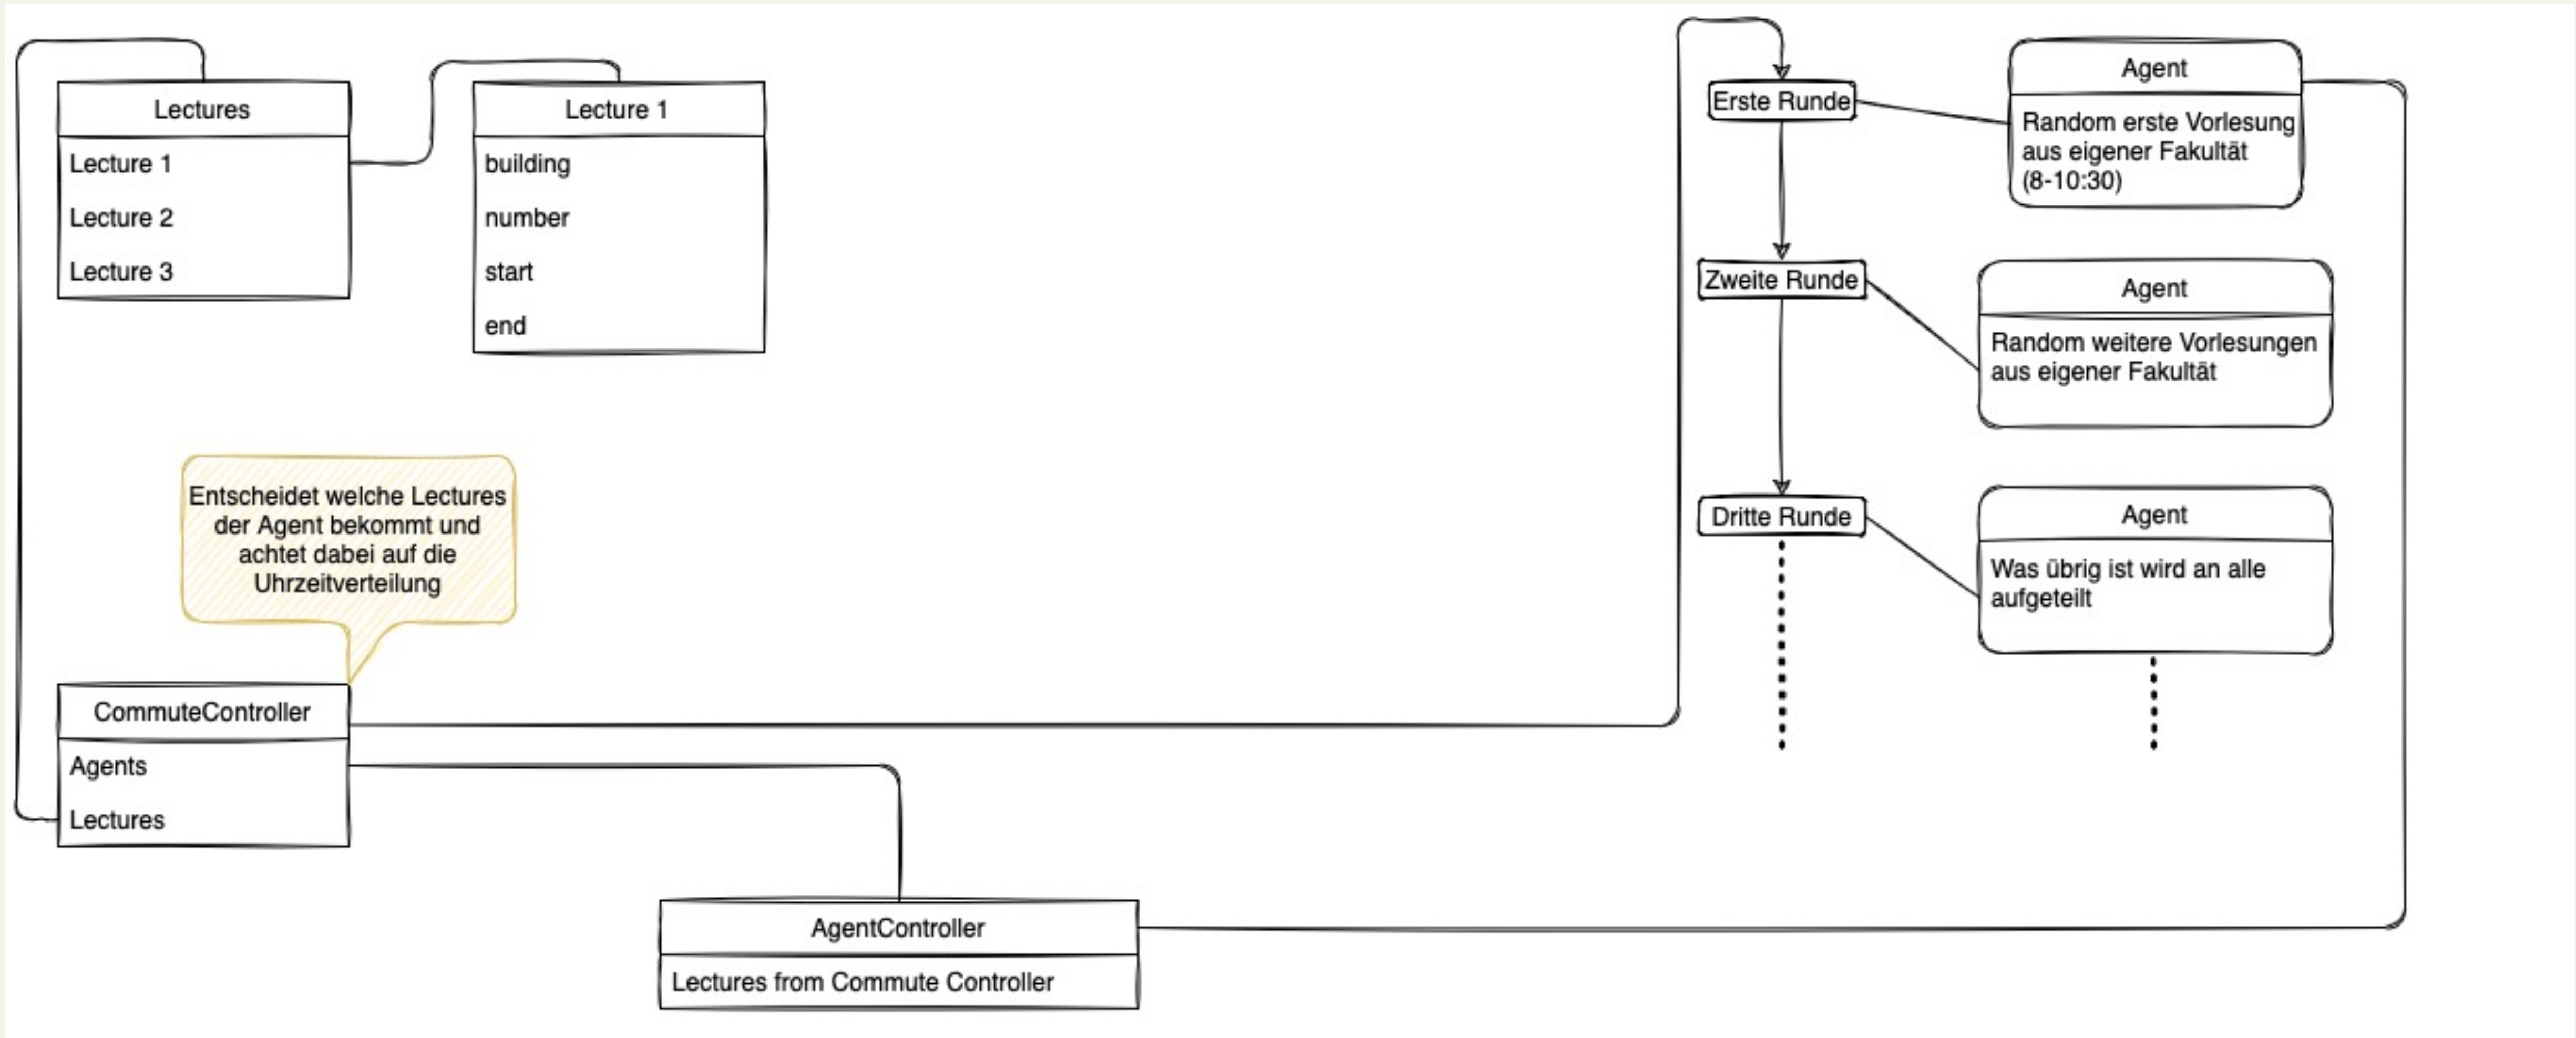 Lectures
Lecture 1
Lecture 2
Lecture 3
Lecture 1
building
number
start
end
Entscheidet welche Lectures
der Agent bekommt und
achtet dabei auf die
Uhrzeitverteilung
CommuteController
Agents
Lectures
AgentController
Lectures from Commute Controller
Erste Runde
Agent
Random erste Vorlesung
aus eigener Fakultät
(8-10:30)
Zweite Runde
Agent
Random weitere Vorlesungen
aus eigener Fakultät
Dritte Runde
Agent
Was übrig ist wird an alle
aufgeteilt